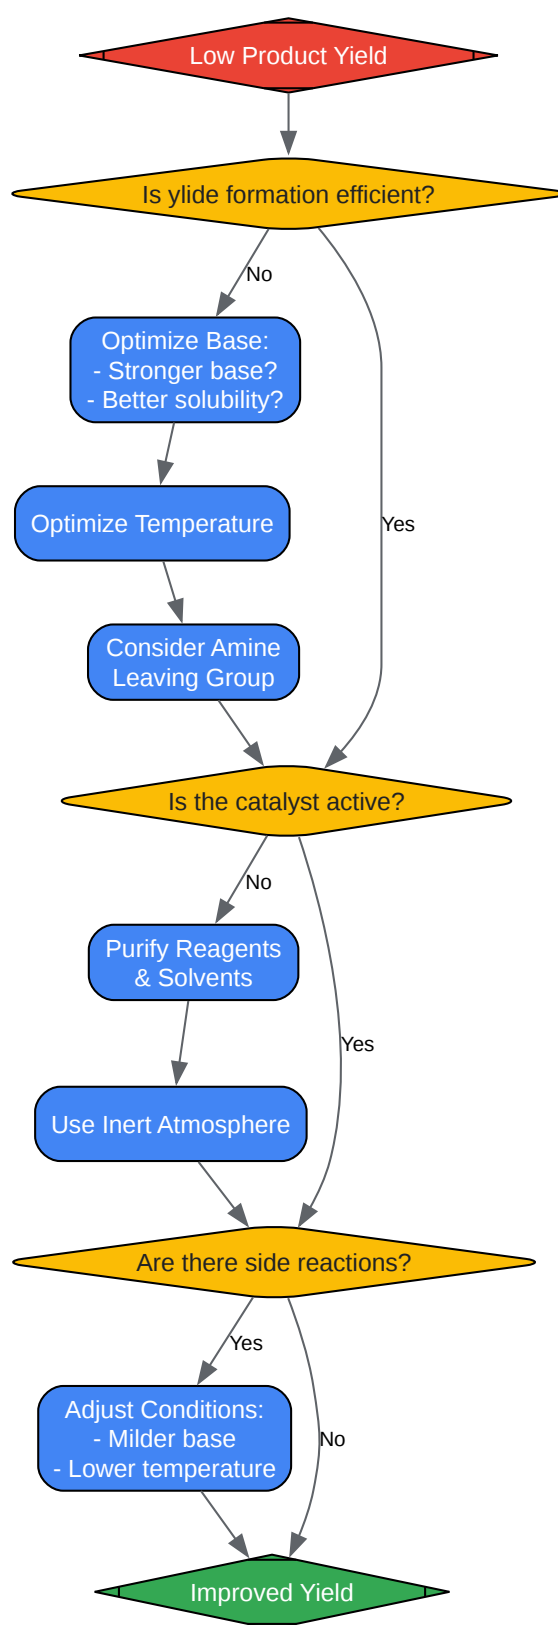 Low Product Yield
Is ylide formation efficient?
No
Optimize Base:
- Stronger base?
- Better solubility?
Optimize Temperature
Yes
Consider Amine
Leaving Group
Is the catalyst active?
No
Purify Reagents
& Solvents
Yes
Use Inert Atmosphere
Are there side reactions?
Yes
Adjust Conditions:
- Milder base
- Lower temperature
No
Improved Yield